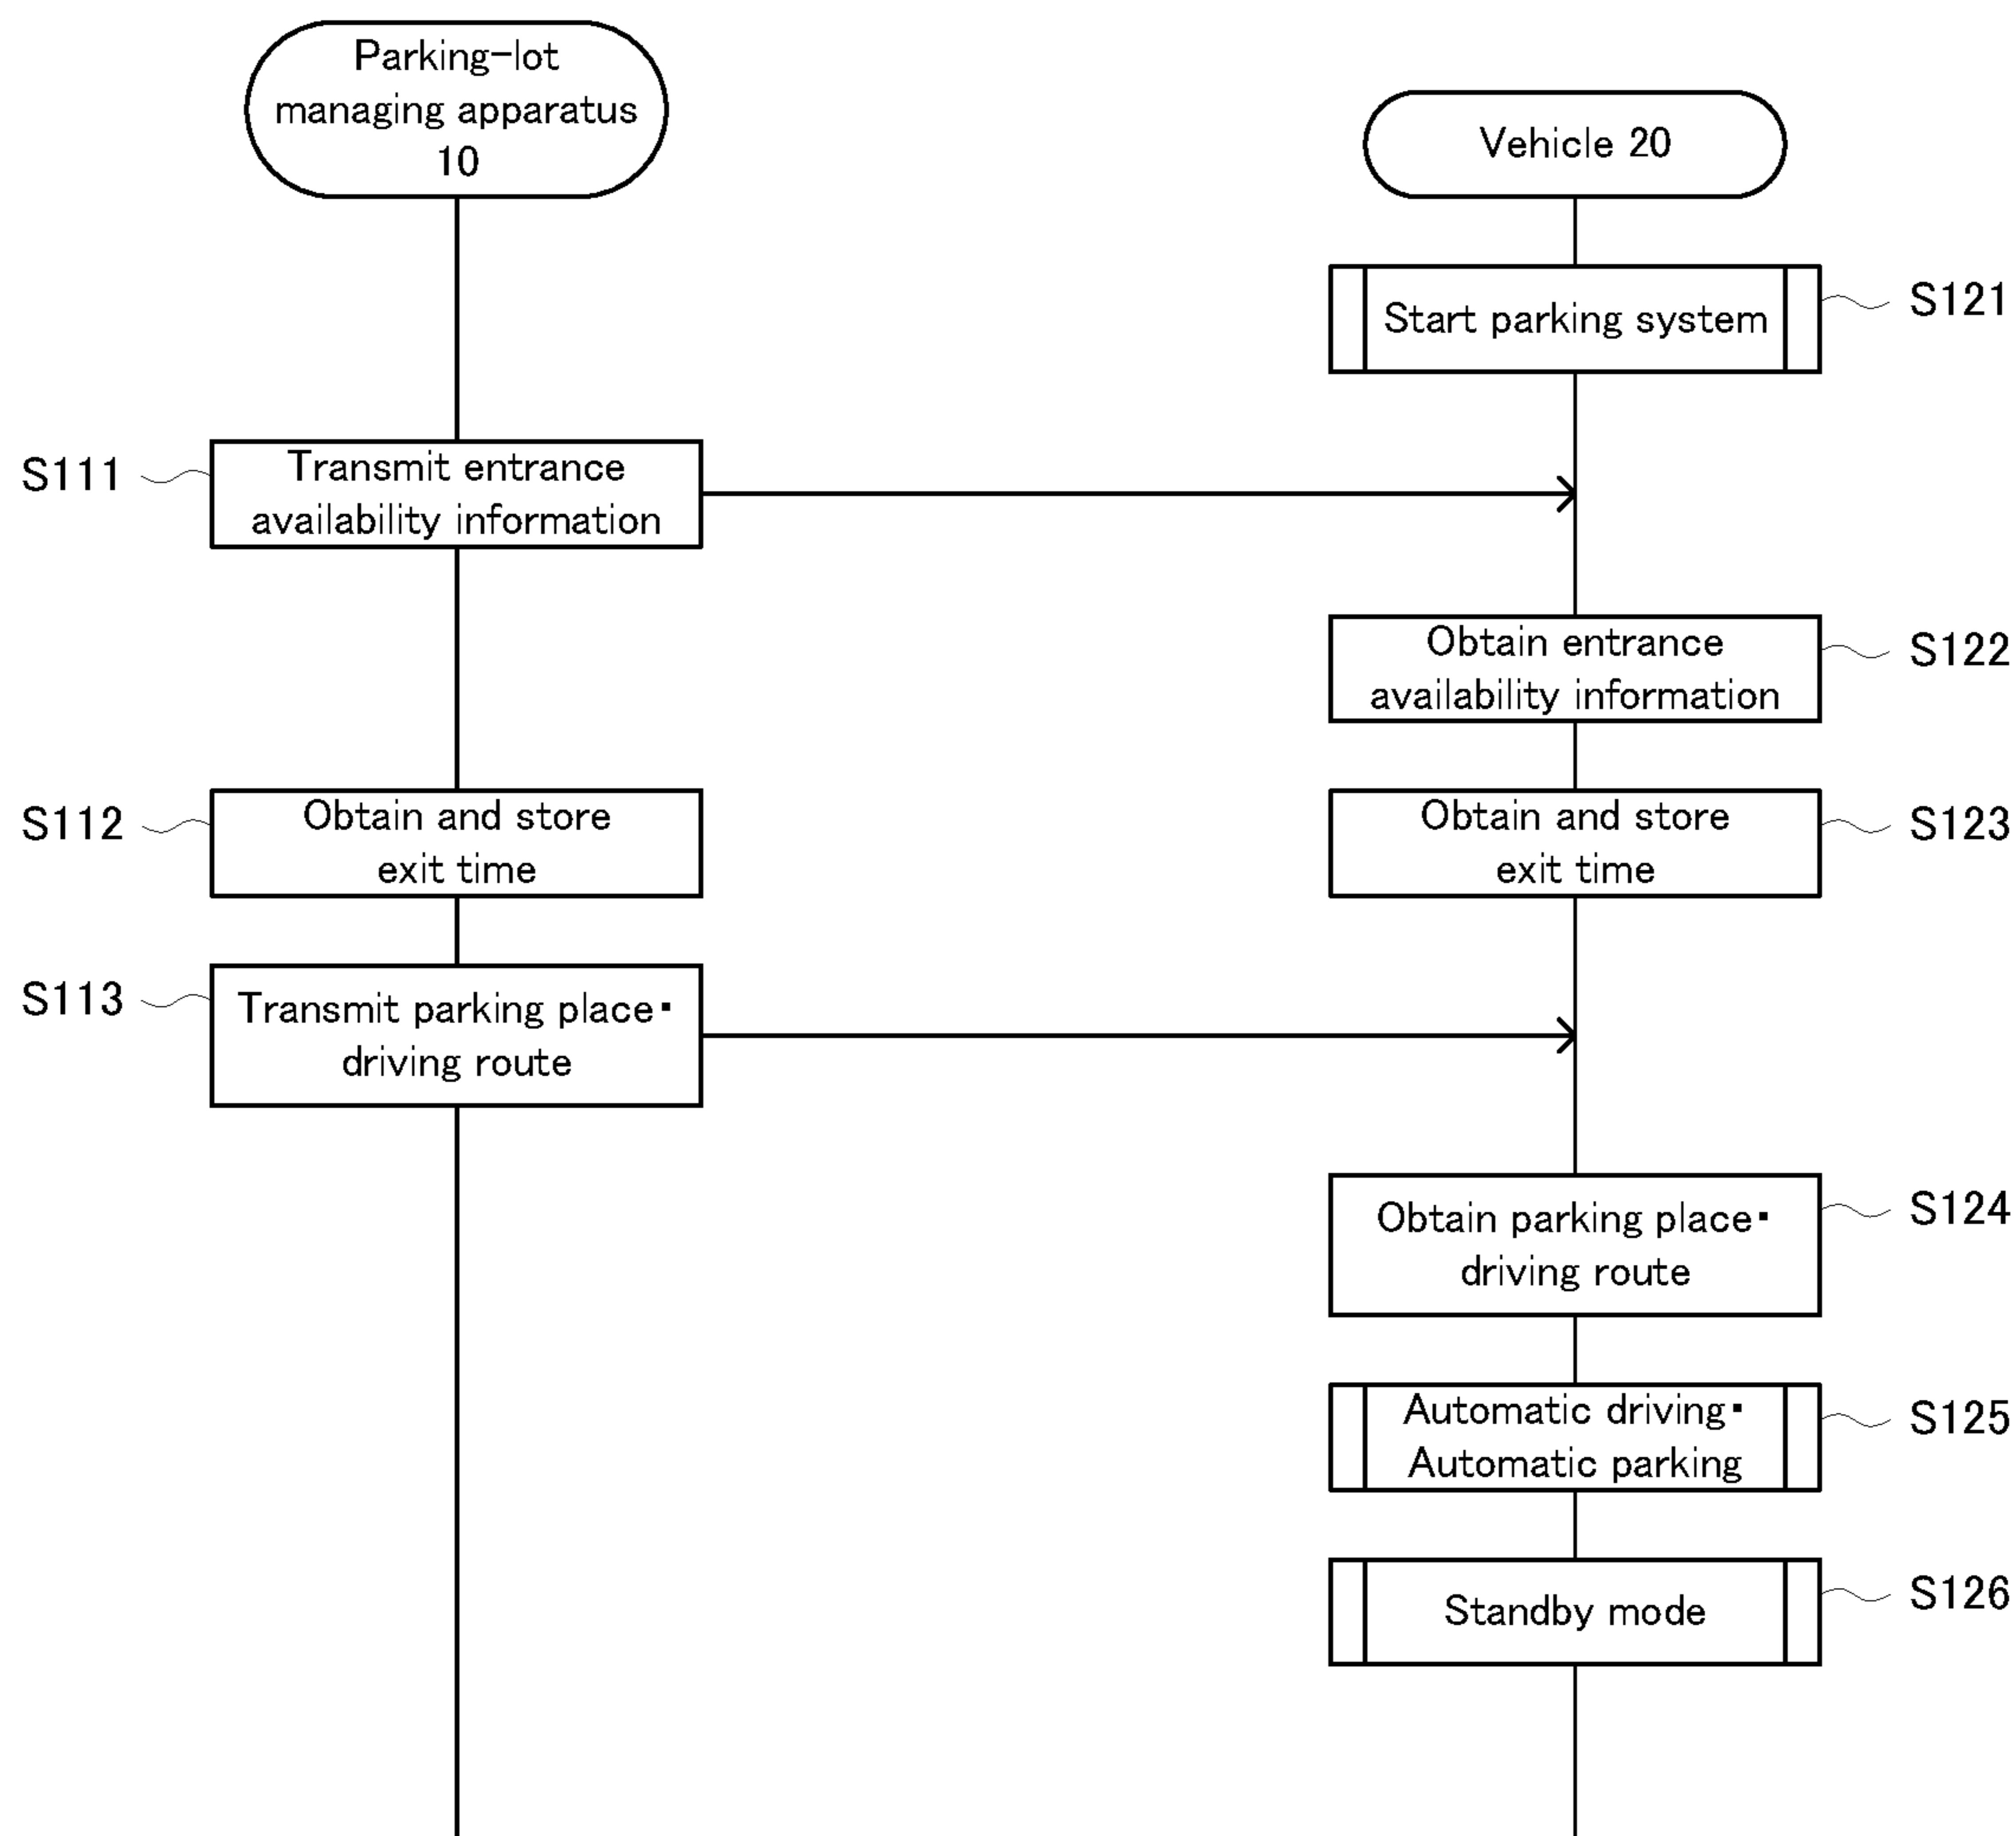 Parking-lot
managing apparatus
10
Vehicle 20
Start parking system
S121
S111
Transmit entrance
availability information
Obtain entrance
availability information
S122
S112
Obtain and store
exit time
Obtain and store
exit time
S123
S113
Transmit parking place・
driving route
Obtain parking place・
driving route
S124
Automatic driving・
Automatic parking
S125
Standby mode
S126